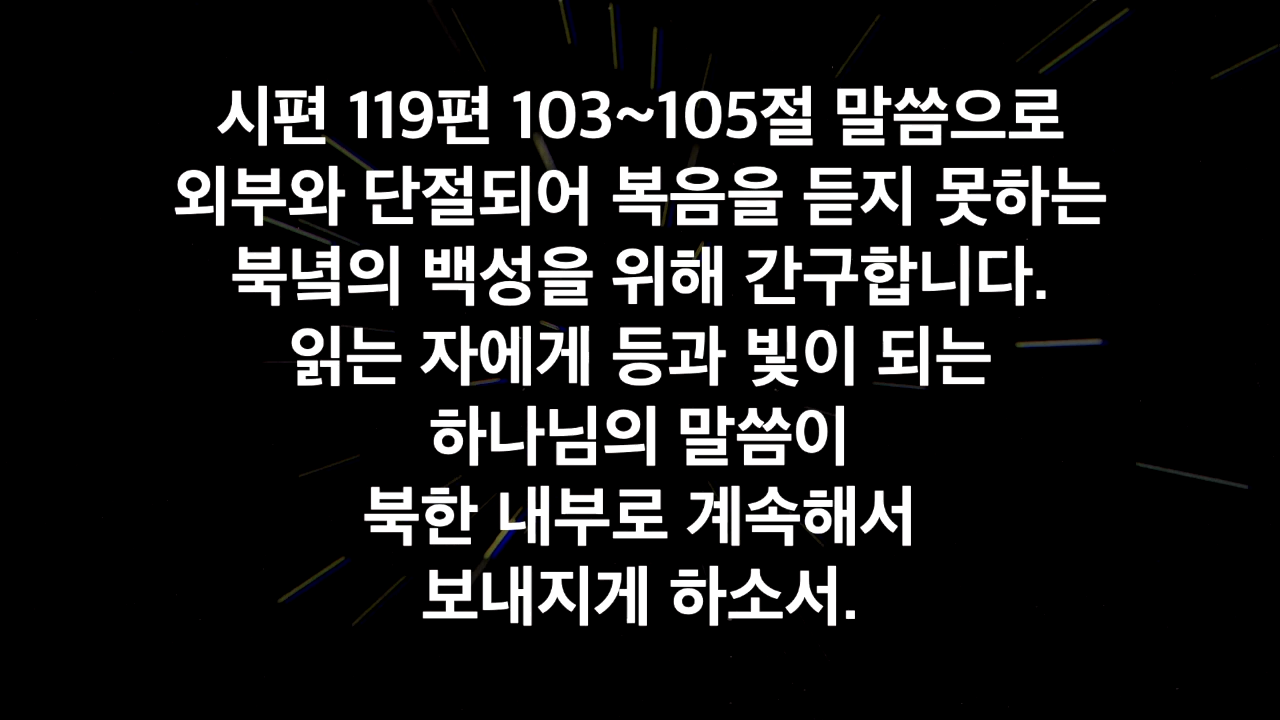 시편 119편 103~105절 말씀으로
외부와 단절되어 복음을 듣지 못하는
북녘의 백성을 위해 간구합니다.
읽는 자에게 등과 빛이 되는
하나님의 말씀이
북한 내부로 계속해서
보내지게 하소서.